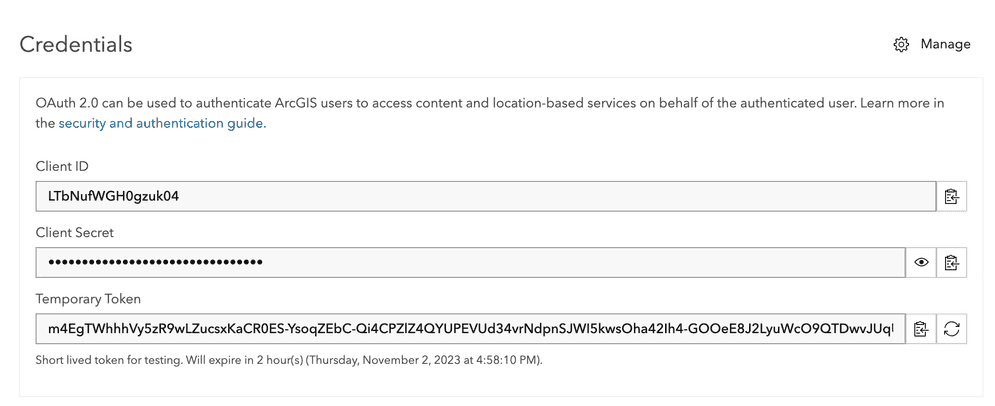 Credentials
Manage
OAuth 2.0 can be used to authenticate ArcGIS users to access content and location-based services on behalf of the authenticated user. Learn more in
the security and authentication guide.
Client ID
LTbNufWGH0gzuk04
Client Secret
••••••••••••••••••••••••••••••••
Temporary Token
m4EgTWhhhVy5zR9wLZucsxKaCR0ES-YsoqZEbC-Qi4CPZlZ4QYUPEVUd34vrNdpnSJWI5kwsOha42Ih4-GOOeE8J2LyuWcO9QTDwvJUq
Short lived token for testing. Will expire in 2 hour(s) (Thursday, November 2, 2023 at 4:58:10 PM).